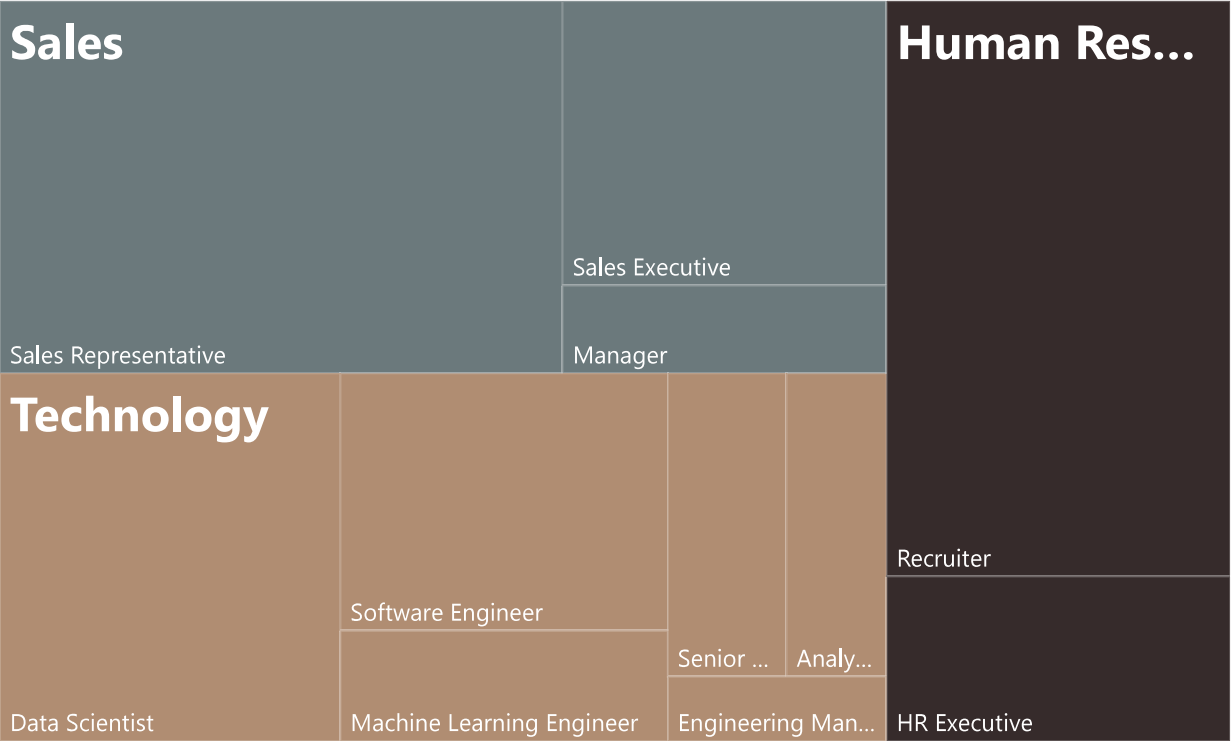 Sales
Sales Representative
Sales Executive
Manager
Human Res…
Recruiter
HR Executive
Technology
Data Scientist
Software Engineer
Machine Learning Engineer
Senior …
Analy…
Engineering Man…